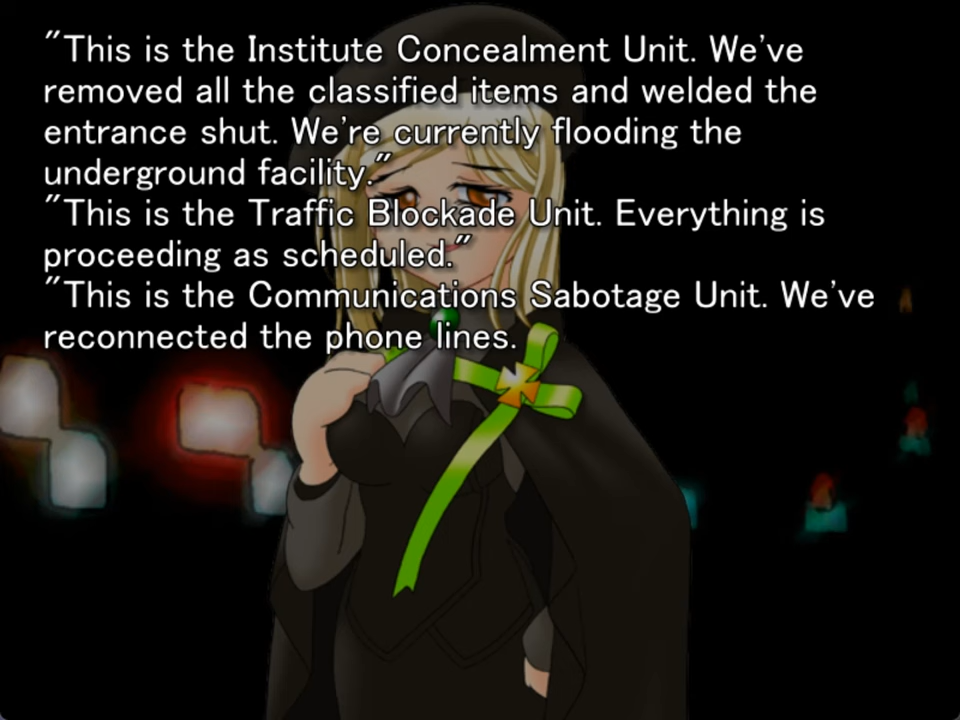 "This is the Institute Concealment Unit. We've
removed all the classified items and welded the
entrance shut. We're currently flooding the
underground facility."
"This is the Traffic Blockade Unit. Everything is
proceeding as scheduled."
"This is the Communications Sabotage Unit. We've
reconnected the phone lines.